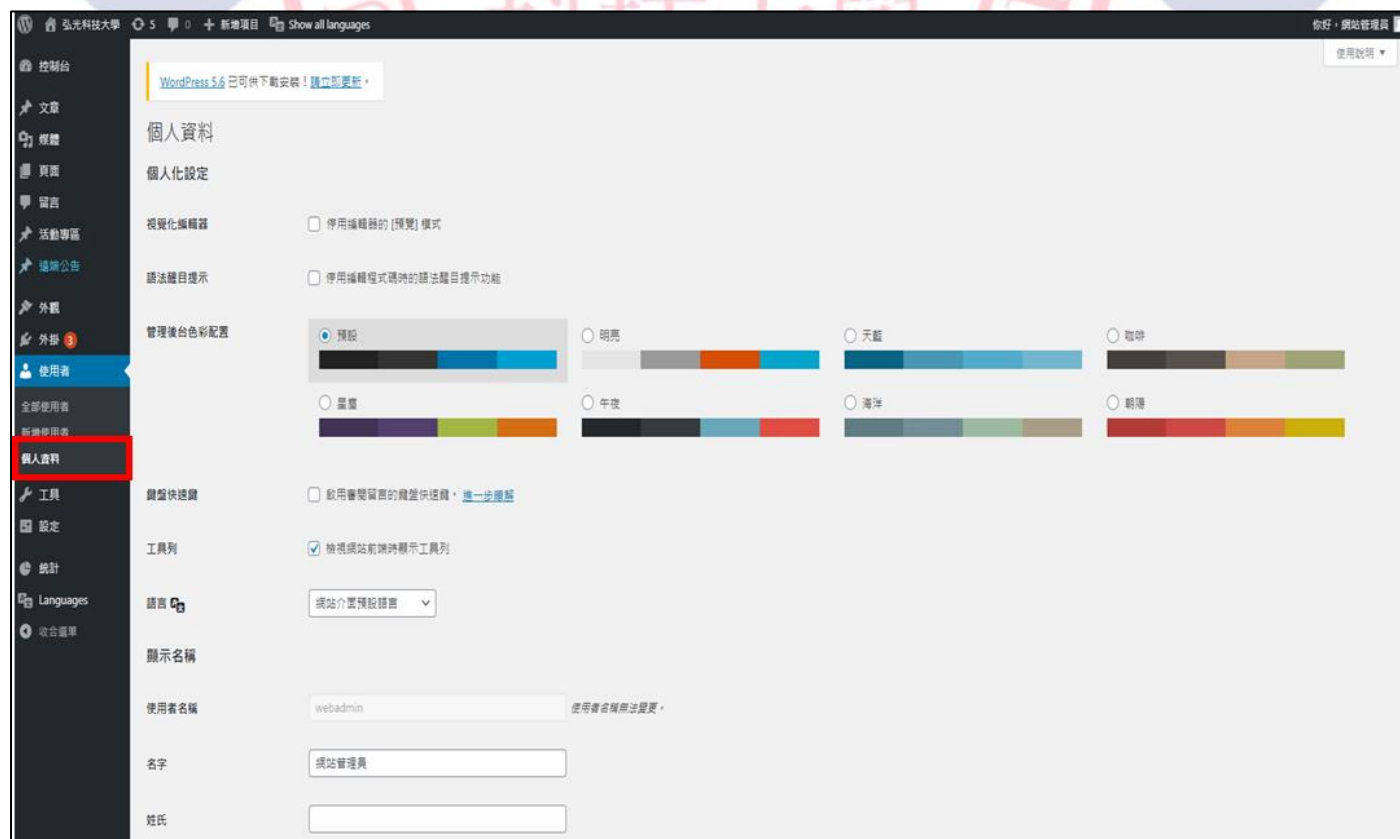 弘光科技大學 5 0 新增項目 Show all languages 你好，網站管理員
使用說明
控制台
文章
媒體
頁面
留言
活動專區
遠端公告
外觀
外掛 3
使用者
全部使用者
新增使用者
個人資料
工具
設定
統計
Languages
收合選單
WordPress 5.6 已可供下載安裝！請立即更新。
個人資料
個人化設定
視覺化編輯器 停用編輯器的 [預覽] 模式
語法醒目提示 停用編輯程式碼時的語法醒目提示功能
管理後台色彩配置 預設 明亮 天藍 咖啡
星塵 午夜 海洋 朝陽
鍵盤快速鍵 啟用審閱留言的鍵盤快速鍵。進一步瞭解
工具列 檢視網站前端時顯示工具列
語言 網站介面預設語言
顯示名稱
使用者名稱 webadmin 使用者名稱無法變更。
名字 網站管理員
姓氏